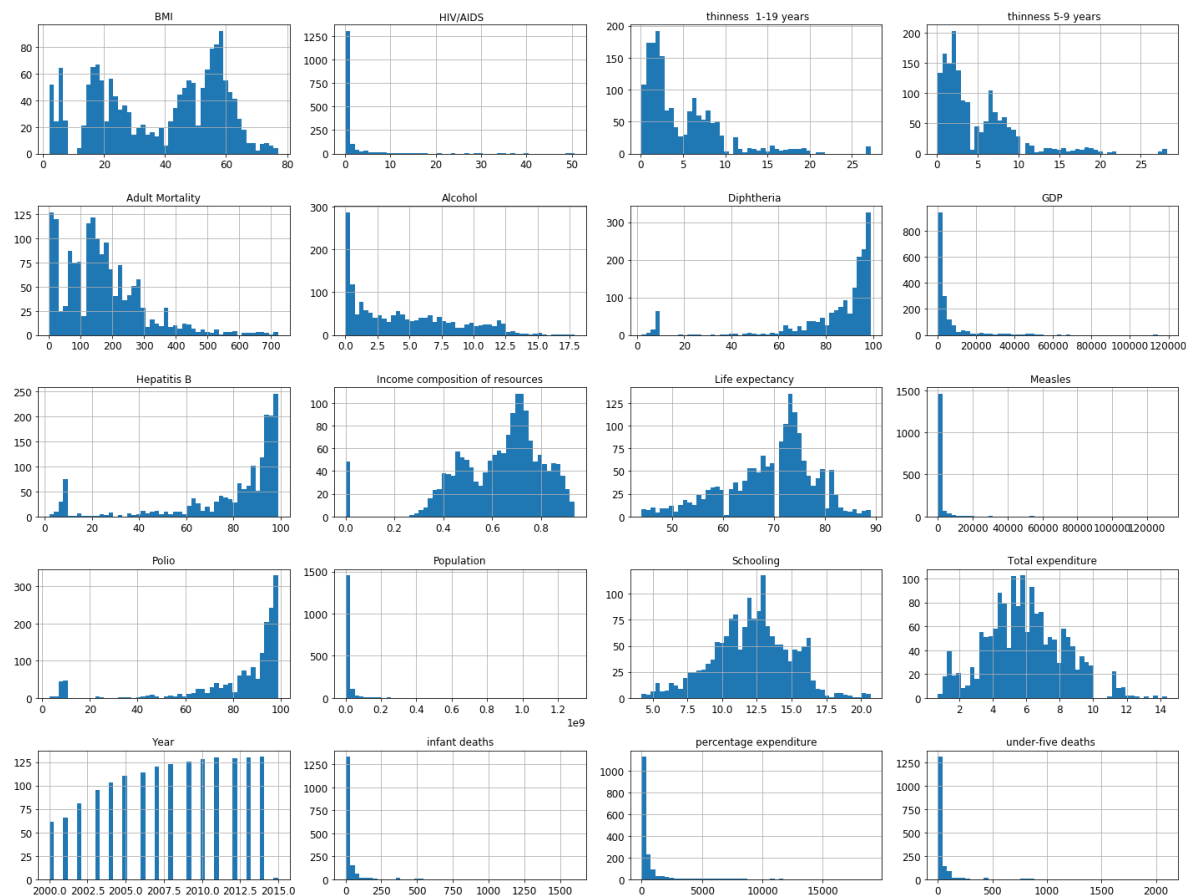 BMI
80
60
40
20
0
0 20 40 60 80
HIV/AIDS
1250
1000
750
500
250
0
0 10 20 30 40 50
thinness  1-19 years
200
150
100
50
0
0 5 10 15 20 25
thinness 5-9 years
200
150
100
50
0
0 5 10 15 20 25
Adult Mortality
125
100
75
50
25
0
0 100 200 300 400 500 600 700
Alcohol
300
200
100
0
0.0 2.5 5.0 7.5 10.0 12.5 15.0 17.5
Diphtheria
300
200
100
0
0 20 40 60 80 100
GDP
800
600
400
200
0
0 20000 40000 60000 80000 100000 120000
Hepatitis B
250
200
150
100
50
0
0 20 40 60 80 100
Income composition of resources
100
80
60
40
20
0
0.0 0.2 0.4 0.6 0.8
Life expectancy
125
100
75
50
25
0
50 60 70 80 90
Measles
1500
1000
500
0
0 20000 40000 60000 80000 100000 120000
Polio
300
200
100
0
0 20 40 60 80 100
Population
1500
1000
500
0
0.0 0.2 0.4 0.6 0.8 1.0 1.2
1e9
Schooling
100
75
50
25
0
5.0 7.5 10.0 12.5 15.0 17.5 20.0
Total expenditure
100
80
60
40
20
0
2 4 6 8 10 12 14
Year
125
100
75
50
25
0
2000.0 2002.5 2005.0 2007.5 2010.0 2012.5 2015.0
infant deaths
1250
1000
750
500
250
0
0 500 1000 1500
percentage expenditure
1000
800
600
400
200
0
0 5000 10000 15000
under-five deaths
1250
1000
750
500
250
0
0 500 1000 1500 2000